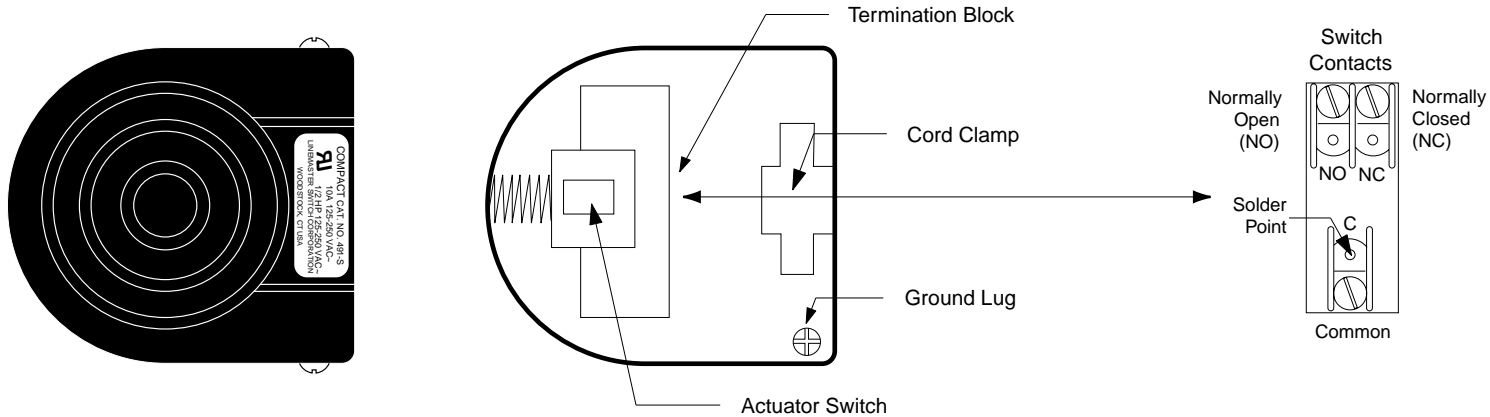 COMPACT CAT. NO. 491-S
10A 125-250 VAC~
1/2 HP 125-250 VAC~
LINEMASTER SWITCH CORPORATION
WOODSTOCK, CT USA
Termination Block
Cord Clamp
Ground Lug
Actuator Switch
Switch
Contacts
Normally
Open
(NO)
Normally
Closed
(NC)
NO NC
Solder
Point
C
Common